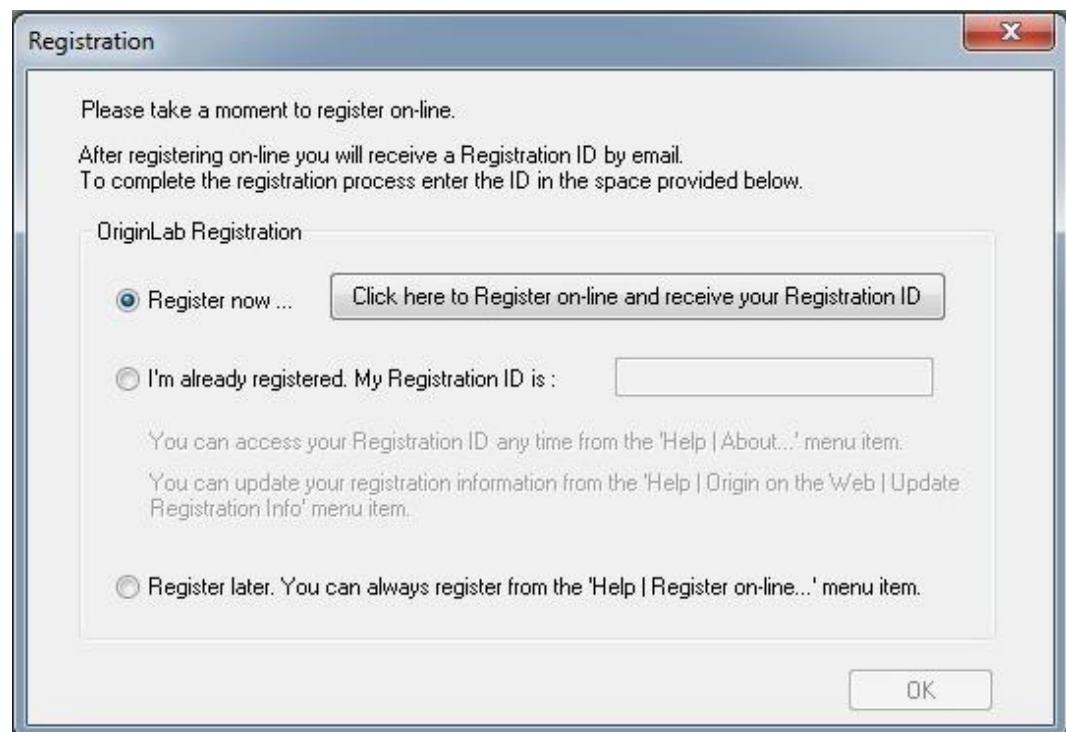 Registration
Please take a moment to register on-line.
After registering on-line you will receive a Registration ID by email.
To complete the registration process enter the ID in the space provided below.
OriginLab Registration
Register now ...
Click here to Register on-line and receive your Registration ID
I'm already registered. My Registration ID is :
You can access your Registration ID any time from the 'Help | About...' menu item.
You can update your registration information from the 'Help | Origin on the Web | Update
Registration Info' menu item.
Register later. You can always register from the 'Help | Register on-line...' menu item.
OK